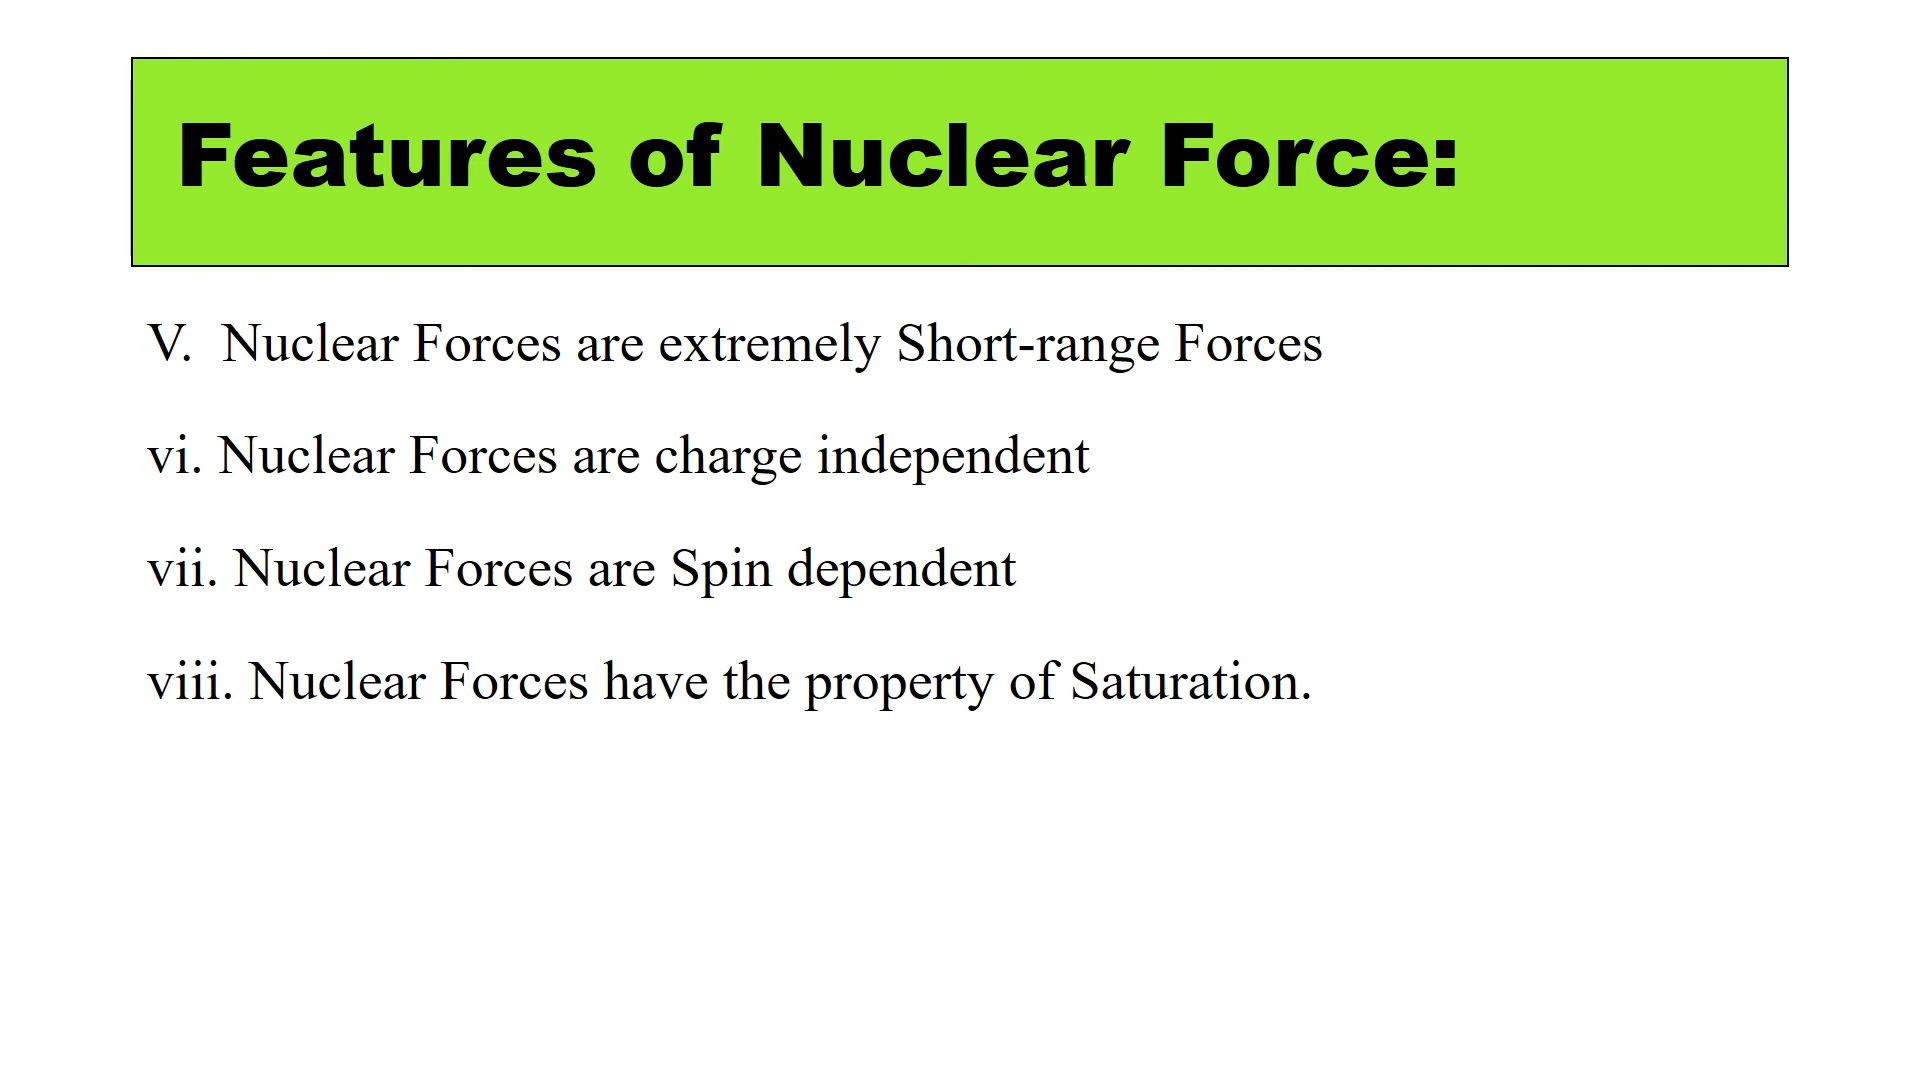 Features of Nuclear Force:
V. Nuclear Forces are extremely Short-range Forces
vi. Nuclear Forces are charge independent
vii. Nuclear Forces are Spin dependent
viii. Nuclear Forces have the property of Saturation.